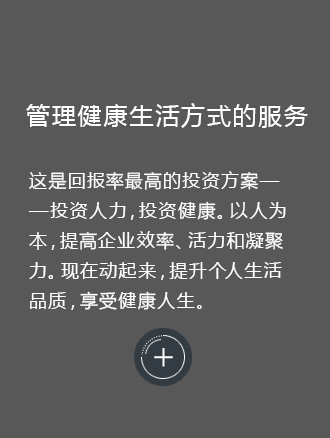 管理健康生活方式的服务
这是回报率最高的投资方案—
—投资人力，投资健康。以人为
本，提高企业效率、活力和凝聚
力。现在动起来，提升个人生活
品质，享受健康人生。